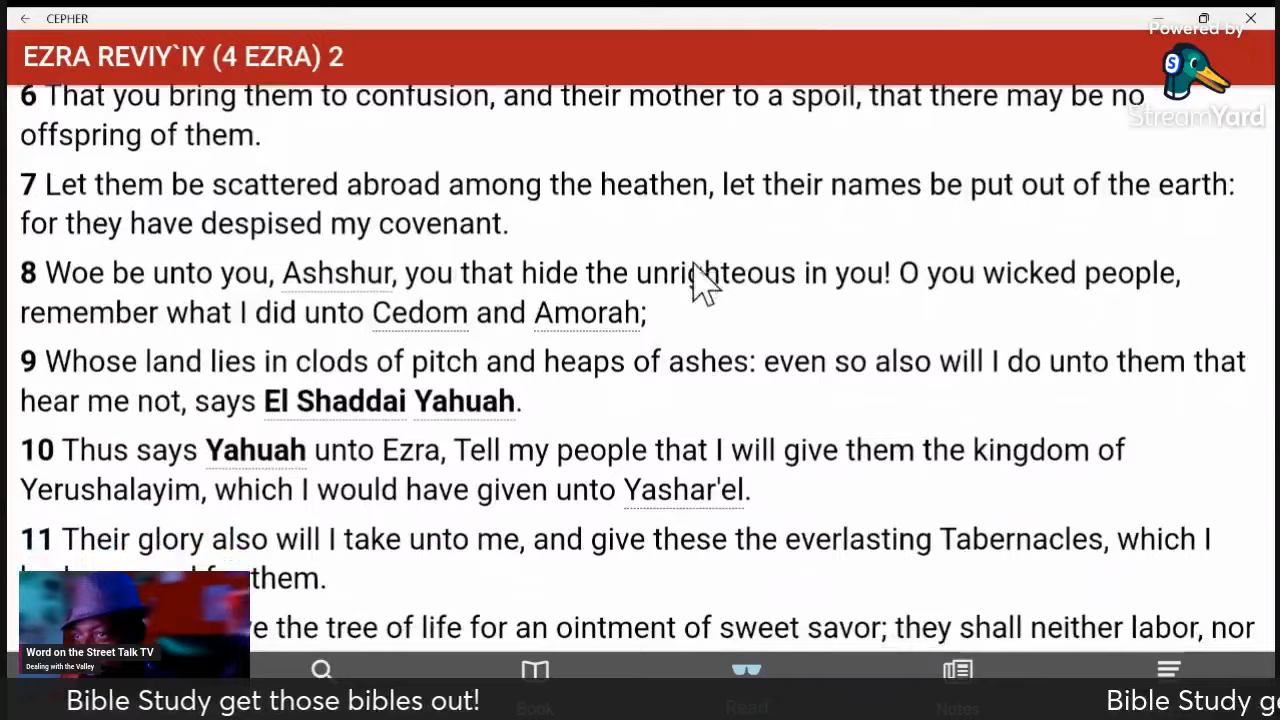 CEPHER
Powered by
EZRA REVIY`IY (4 EZRA) 2
StreamYard
6 That you bring them to confusion, and their mother to a spoil, that there may be no
offspring of them.
7 Let them be scattered abroad among the heathen, let their names be put out of the earth:
for they have despised my covenant.
8 Woe be unto you, Ashshur, you that hide the unrighteous in you! O you wicked people,
remember what I did unto Cedom and Amorah;
9 Whose land lies in clods of pitch and heaps of ashes: even so also will I do unto them that
hear me not, says El Shaddai Yahuah.
10 Thus says Yahuah unto Ezra, Tell my people that I will give them the kingdom of
Yerushalayim, which I would have given unto Yashar'el.
11 Their glory also will I take unto me, and give these the everlasting Tabernacles, which I
them.
the tree of life for an ointment of sweet savor; they shall neither labor, nor
Word on the Street Talk TV
Dealing with the Valley
Book Read Notes
Bible Study get those bibles out! Bible Study